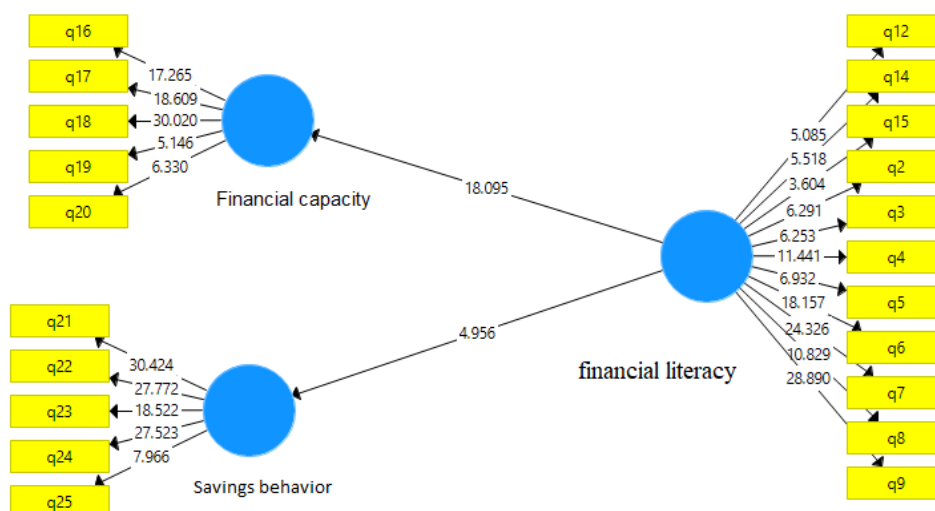 q16
q17
q18
q19
q20
17.265
18.609
30.020
5.146
6.330
Financial capacity
18.095
q21
q22
q23
q24
q25
30.424
27.772
18.522
27.523
7.966
Savings behavior
4.956
financial literacy
5.085
5.518
3.604
6.291
6.253
11.441
6.932
18.157
24.326
10.829
28.890
q12
q14
q15
q2
q3
q4
q5
q6
q7
q8
q9